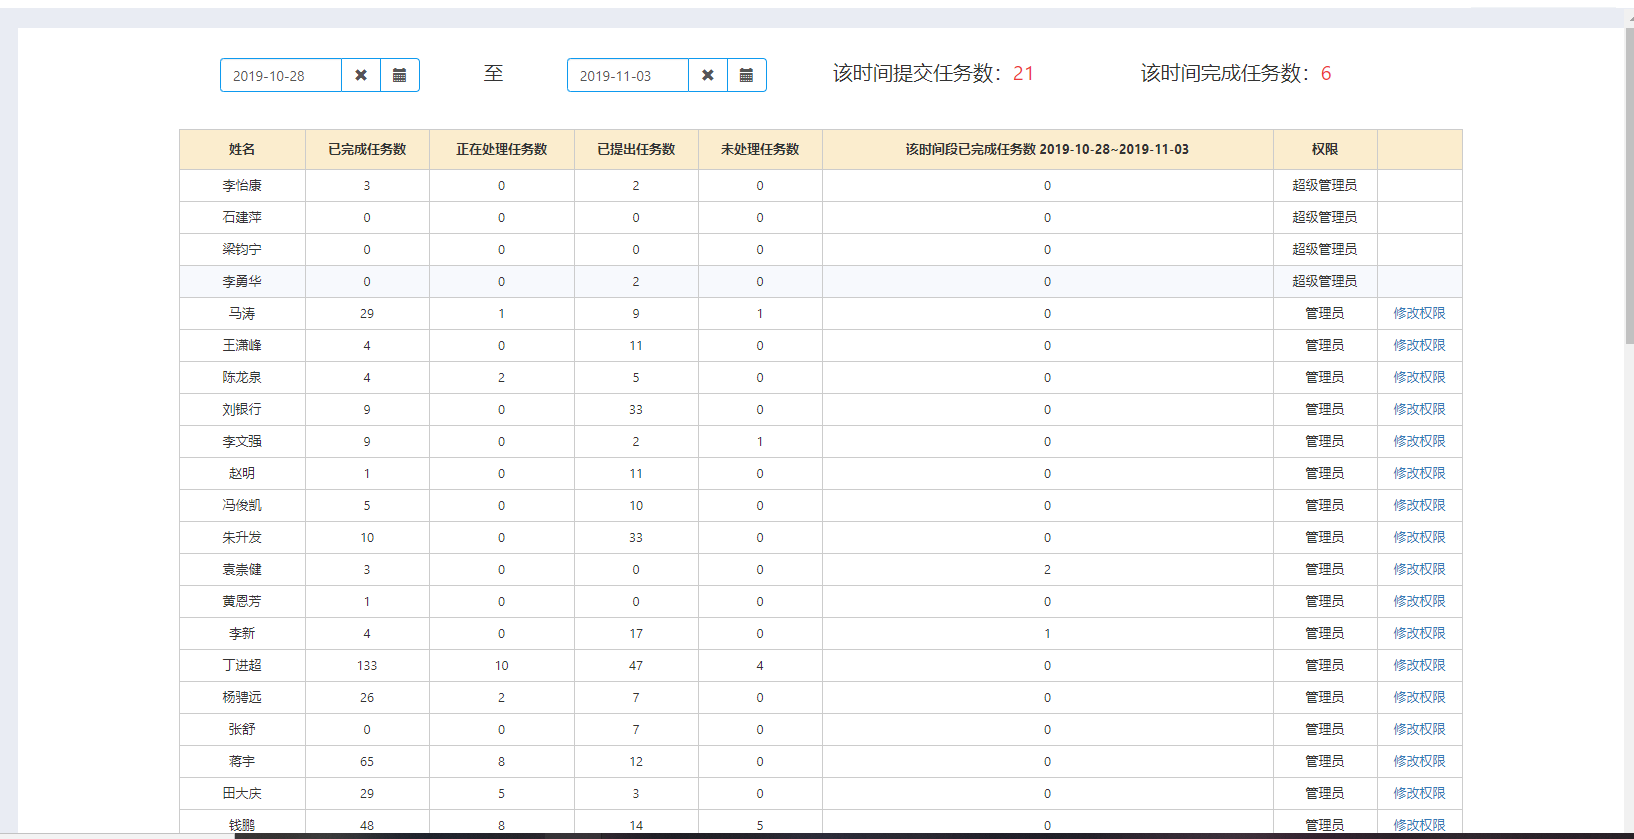 2019-10-28 至 2019-11-03 该时间提交任务数：21 该时间完成任务数：6
姓名 已完成任务数 正在处理任务数 已提出任务数 未处理任务数 该时间段已完成任务数 2019-10-28~2019-11-03 权限
李怡康 3 0 2 0 0 超级管理员
石建萍 0 0 0 0 0 超级管理员
梁钧宁 0 0 0 0 0 超级管理员
李勇华 0 0 2 0 0 超级管理员
马涛 29 1 9 1 0 管理员 修改权限
王潇峰 4 0 11 0 0 管理员 修改权限
陈龙泉 4 2 5 0 0 管理员 修改权限
刘银行 9 0 33 0 0 管理员 修改权限
李文强 9 0 2 1 0 管理员 修改权限
赵明 1 0 11 0 0 管理员 修改权限
冯俊凯 5 0 10 0 0 管理员 修改权限
朱升发 10 0 33 0 0 管理员 修改权限
袁崇健 3 0 0 0 2 管理员 修改权限
黄恩芳 1 0 0 0 0 管理员 修改权限
李新 4 0 17 0 1 管理员 修改权限
丁进超 133 10 47 4 0 管理员 修改权限
杨骋远 26 2 7 0 0 管理员 修改权限
张舒 0 0 7 0 0 管理员 修改权限
蒋宇 65 8 12 0 0 管理员 修改权限
田大庆 29 5 3 0 0 管理员 修改权限
钱鹏 48 8 14 5 0 管理员 修改权限